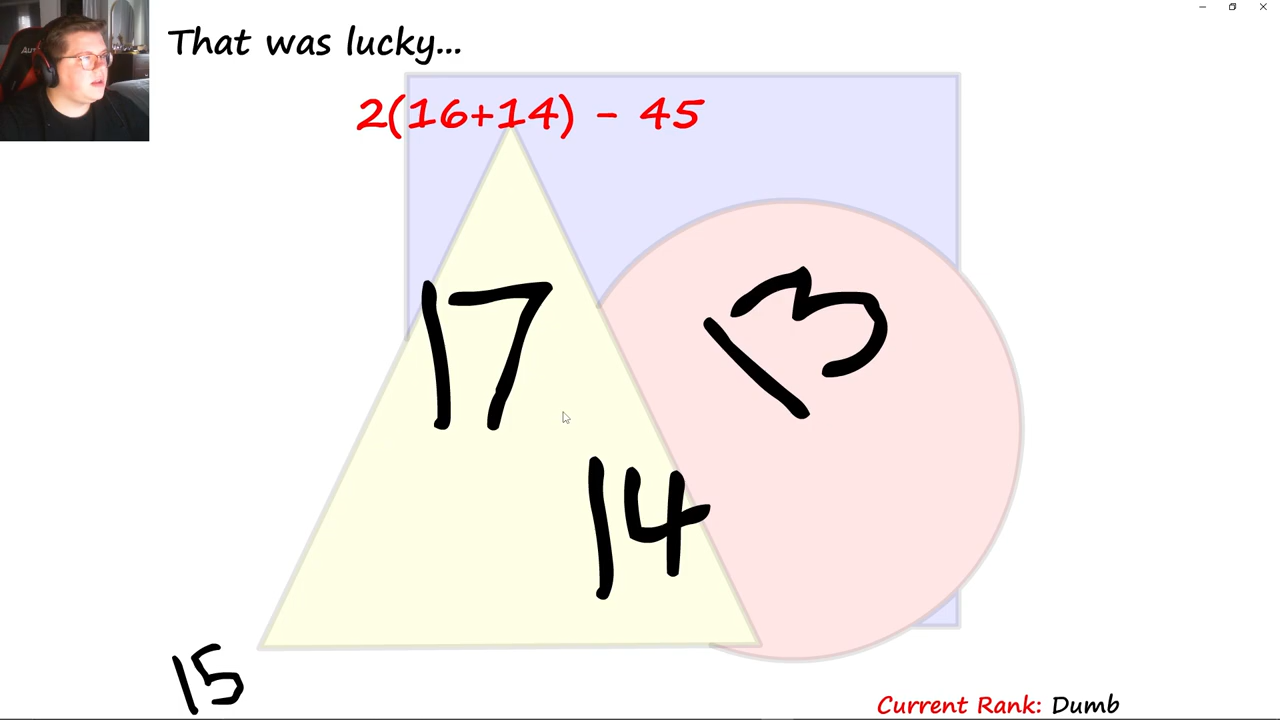 That was lucky...
2(16+14) - 45
17
13
14
15
Current Rank: Dumb